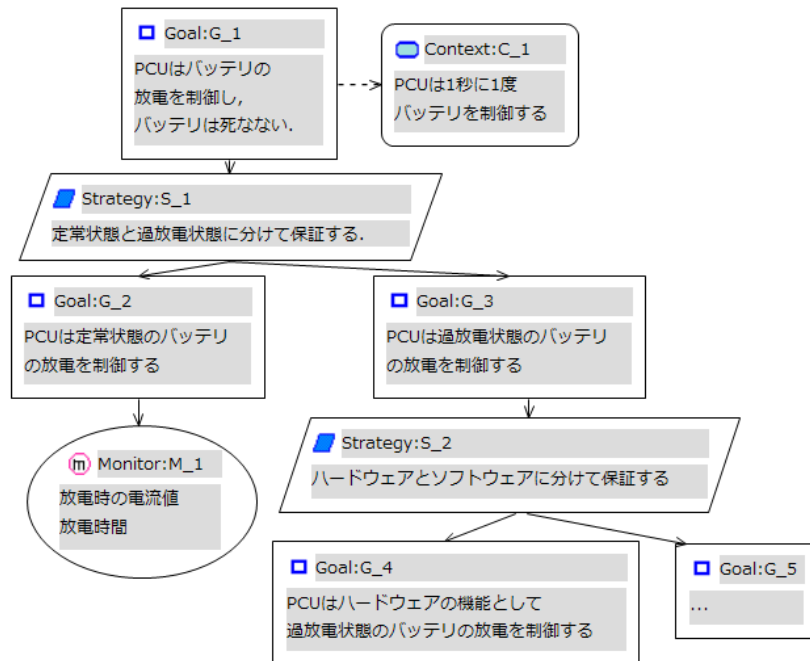 Goal:G_1
PCUはバッテリの
放電を制御し,
バッテリは死なない.
Context:C_1
PCUは1秒に1度
バッテリを制御する
Strategy:S_1
定常状態と過放電状態に分けて保証する.
Goal:G_2
PCUは定常状態のバッテリ
の放電を制御する
Goal:G_3
PCUは過放電状態のバッテリ
の放電を制御する
m Monitor:M_1
放電時の電流値
放電時間
Strategy:S_2
ハードウェアとソフトウェアに分けて保証する
Goal:G_4
PCUはハードウェアの機能として
過放電状態のバッテリの放電を制御する
Goal:G_5
...